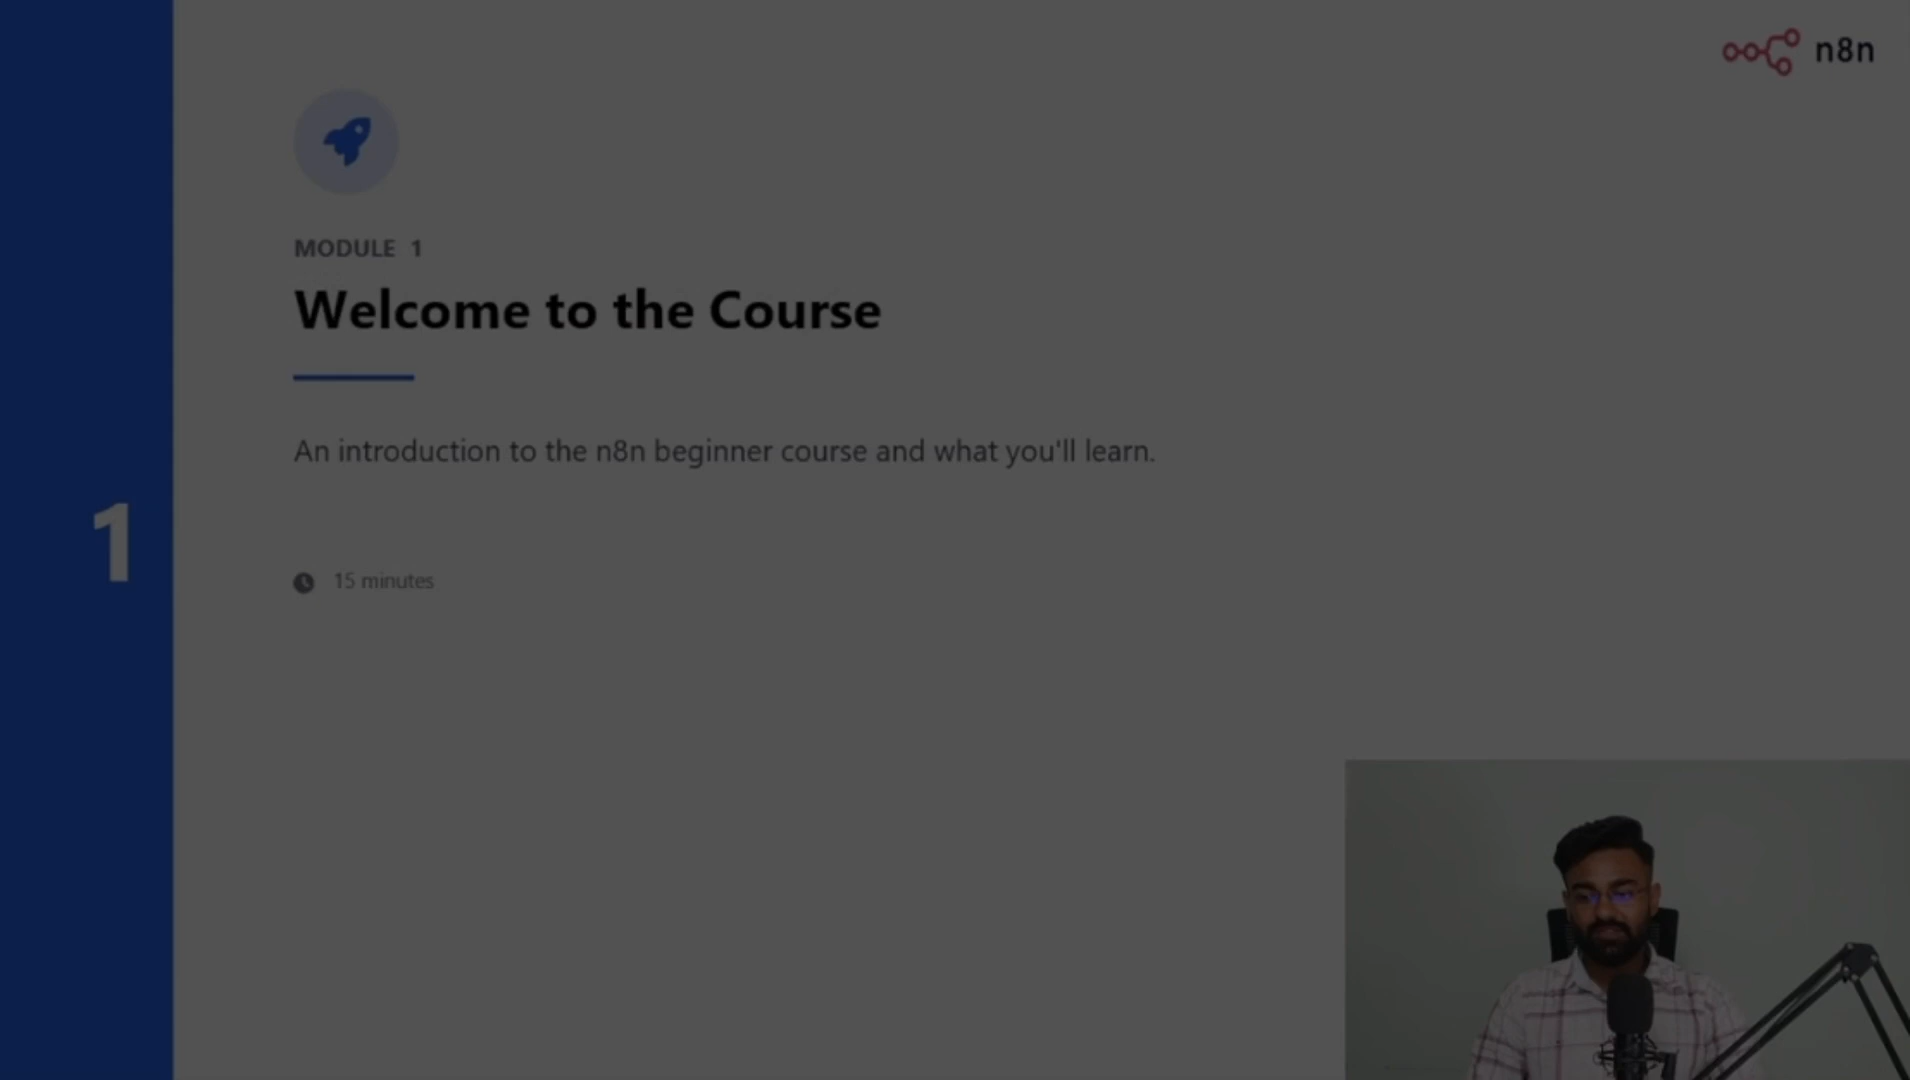 n8n
MODULE 1
Welcome to the Course
An introduction to the n8n beginner course and what you'll learn.
1
15 minutes